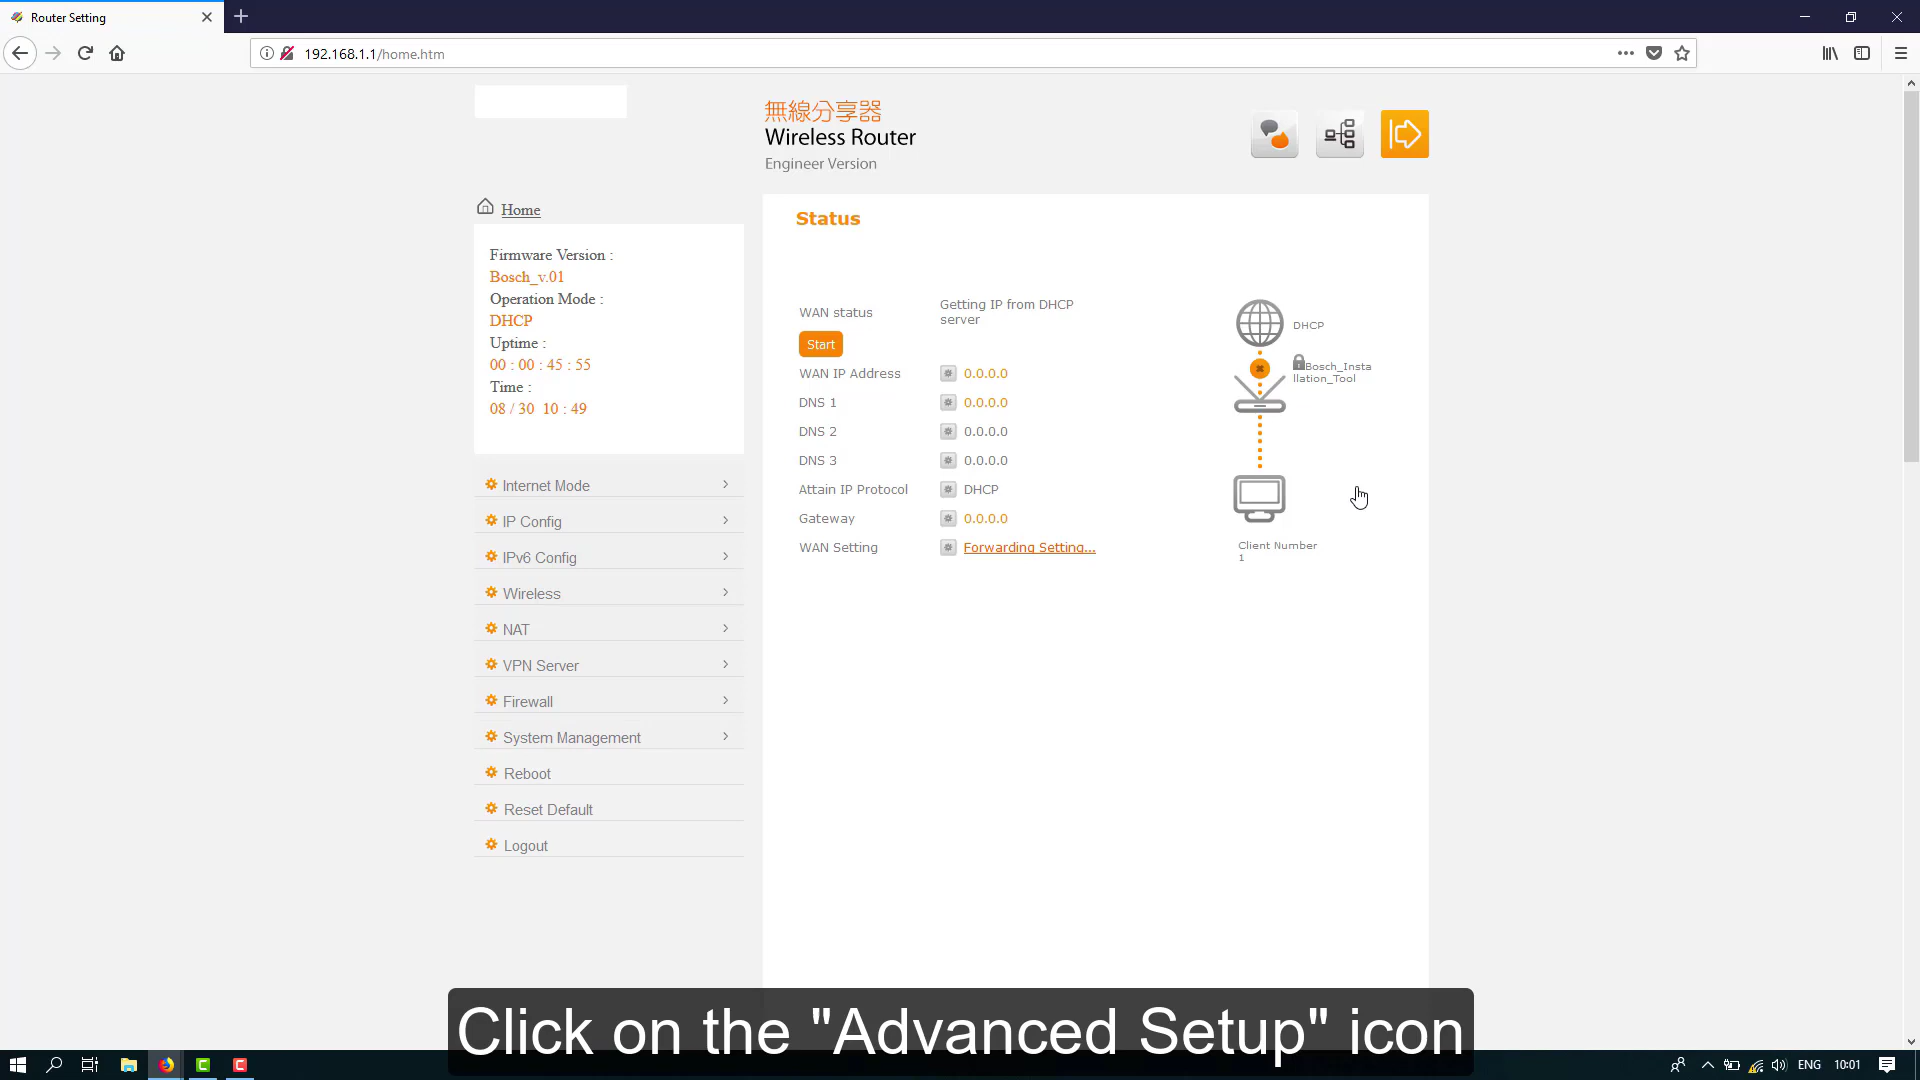 Router Setting
192.168.1.1/home.htm
無線分享器
Wireless Router
Engineer Version
Home
Firmware Version :
Bosch_v.01
Operation Mode :
DHCP
Uptime :
00 : 00 : 45 : 55
Time :
08 / 30 10 : 49
Internet Mode
IP Config
IPv6 Config
Wireless
NAT
VPN Server
Firewall
System Management
Reboot
Reset Default
Logout
Status
WAN status Getting IP from DHCP
server
Start
WAN IP Address 0.0.0.0
DNS 1 0.0.0.0
DNS 2 0.0.0.0
DNS 3 0.0.0.0
Attain IP Protocol DHCP
Gateway 0.0.0.0
WAN Setting Forwarding Setting...
DHCP
Bosch_Insta
llation_Tool
Client Number
1
Click on the "Advanced Setup" icon
ENG 10:01